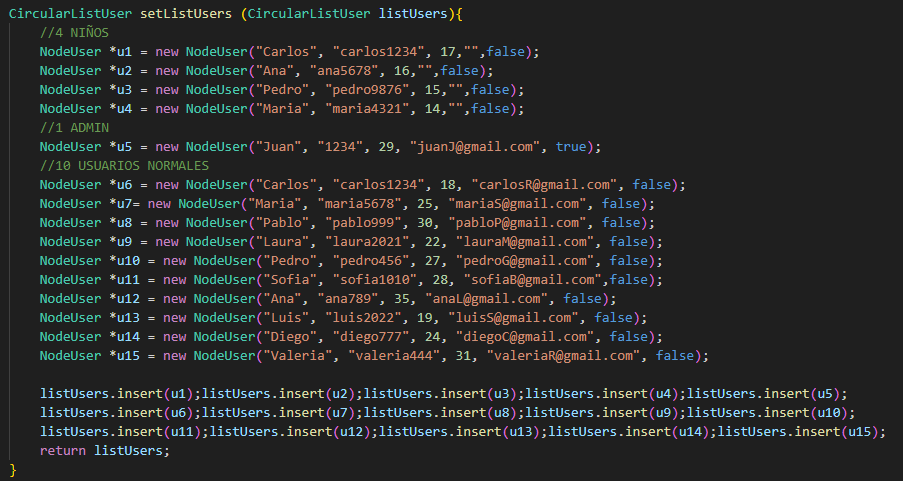 CircularListUser setListUsers (CircularListUser listUsers){
//4 NIÑOS
NodeUser *u1 = new NodeUser("Carlos", "carlos1234", 17,"",false);
NodeUser *u2 = new NodeUser("Ana", "ana5678", 16,"",false);
NodeUser *u3 = new NodeUser("Pedro", "pedro9876", 15,"",false);
NodeUser *u4 = new NodeUser("Maria", "maria4321", 14,"",false);
//1 ADMIN
NodeUser *u5 = new NodeUser("Juan", "1234", 29, "juanJ@gmail.com", true);
//10 USUARIOS NORMALES
NodeUser *u6 = new NodeUser("Carlos", "carlos1234", 18, "carlosR@gmail.com", false);
NodeUser *u7= new NodeUser("Maria", "maria5678", 25, "mariaS@gmail.com", false);
NodeUser *u8 = new NodeUser("Pablo", "pablo999", 30, "pabloP@gmail.com", false);
NodeUser *u9 = new NodeUser("Laura", "laura2021", 22, "lauraM@gmail.com", false);
NodeUser *u10 = new NodeUser("Pedro", "pedro456", 27, "pedroG@gmail.com", false);
NodeUser *u11 = new NodeUser("Sofia", "sofia1010", 28, "sofiaB@gmail.com",false);
NodeUser *u12 = new NodeUser("Ana", "ana789", 35, "anaL@gmail.com", false);
NodeUser *u13 = new NodeUser("Luis", "luis2022", 19, "luisS@gmail.com", false);
NodeUser *u14 = new NodeUser("Diego", "diego777", 24, "diegoC@gmail.com", false);
NodeUser *u15 = new NodeUser("Valeria", "valeria444", 31, "valeriaR@gmail.com", false);
listUsers.insert(u1);listUsers.insert(u2);listUsers.insert(u3);listUsers.insert(u4);listUsers.insert(u5);
listUsers.insert(u6);listUsers.insert(u7);listUsers.insert(u8);listUsers.insert(u9);listUsers.insert(u10);
listUsers.insert(u11);listUsers.insert(u12);listUsers.insert(u13);listUsers.insert(u14);listUsers.insert(u15);
return listUsers;
}